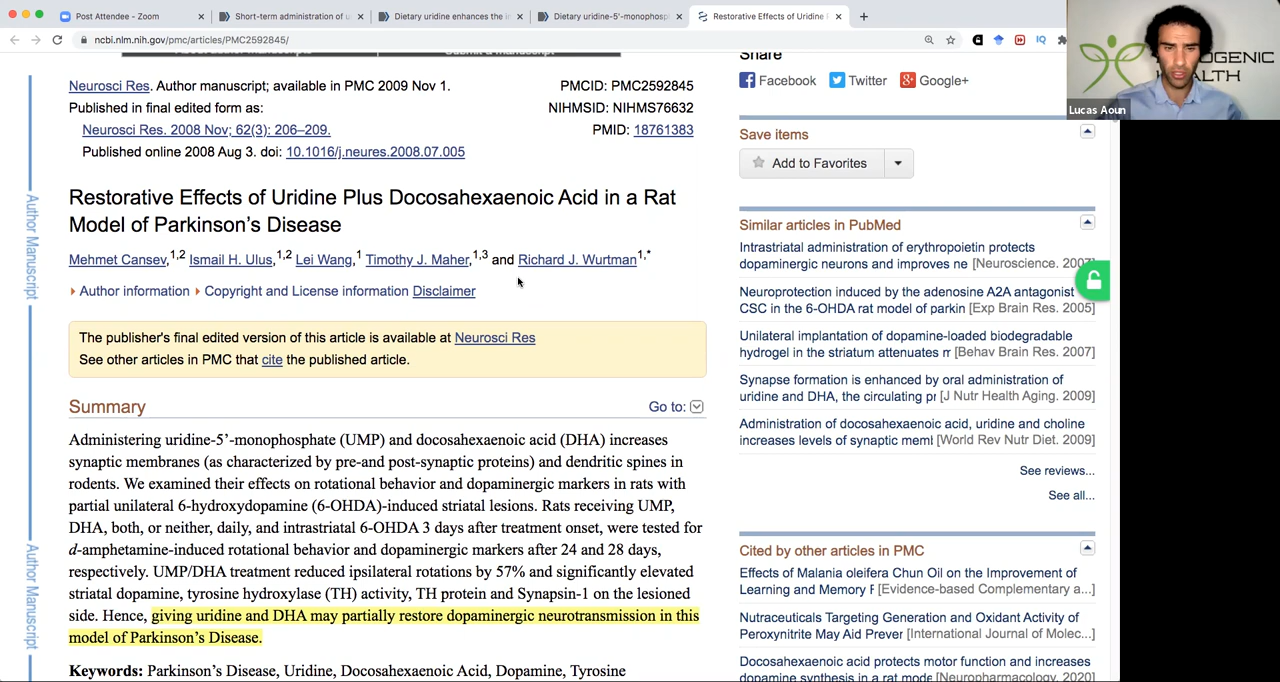 Post Attendee - Zoom
Short-term administration of u
Dietary uridine enhances the i
Dietary uridine-5'-monophosp
Restorative Effects of Uridine
ncbi.nlm.nih.gov/pmc/articles/PMC2592845/
Neurosci Res. Author manuscript; available in PMC 2009 Nov 1.
Published in final edited form as:
Neurosci Res. 2008 Nov; 62(3): 206–209.
Published online 2008 Aug 3. doi: 10.1016/j.neures.2008.07.005
PMCID: PMC2592845
NIHMSID: NIHMS76632
PMID: 18761383
Restorative Effects of Uridine Plus Docosahexaenoic Acid in a Rat
Model of Parkinson's Disease
Mehmet Cansev,1,2 Ismail H. Ulus,1,2 Lei Wang,1 Timothy J. Maher,1,3 and Richard J. Wurtman1,*
Author information Copyright and License information Disclaimer
The publisher's final edited version of this article is available at Neurosci Res
See other articles in PMC that cite the published article.
Summary
Go to:
Administering uridine-5'-monophosphate (UMP) and docosahexaenoic acid (DHA) increases
synaptic membranes (as characterized by pre-and post-synaptic proteins) and dendritic spines in
rodents. We examined their effects on rotational behavior and dopaminergic markers in rats with
partial unilateral 6-hydroxydopamine (6-OHDA)-induced striatal lesions. Rats receiving UMP,
DHA, both, or neither, daily, and intrastriatal 6-OHDA 3 days after treatment onset, were tested for
d-amphetamine-induced rotational behavior and dopaminergic markers after 24 and 28 days,
respectively. UMP/DHA treatment reduced ipsilateral rotations by 57% and significantly elevated
striatal dopamine, tyrosine hydroxylase (TH) activity, TH protein and Synapsin-1 on the lesioned
side. Hence, giving uridine and DHA may partially restore dopaminergic neurotransmission in this
model of Parkinson's Disease.
Keywords: Parkinson's Disease, Uridine, Docosahexaenoic Acid, Dopamine, Tyrosine
Author Manuscript
Author Manuscript
Share
Facebook
Twitter
Google+
Save items
Add to Favorites
Similar articles in PubMed
Intrastriatal administration of erythropoietin protects
dopaminergic neurons and improves ne [Neuroscience. 2007
Neuroprotection induced by the adenosine A2A antagonist
CSC in the 6-OHDA rat model of parkin [Exp Brain Res. 2005]
Unilateral implantation of dopamine-loaded biodegradable
hydrogel in the striatum attenuates m [Behav Brain Res. 2007]
Synapse formation is enhanced by oral administration of
uridine and DHA, the circulating pr [J Nutr Health Aging. 2009]
Administration of docosahexaenoic acid, uridine and choline
increases levels of synaptic meml [World Rev Nutr Diet. 2009]
See reviews...
See all...
Cited by other articles in PMC
Effects of Malania oleifera Chun Oil on the Improvement of
Learning and Memory F [Evidence-based Complementary a...]
Nutraceuticals Targeting Generation and Oxidant Activity of
Peroxynitrite May Aid Prever [International Journal of Molec...]
Docosahexaenoic acid protects motor function and increases
dopamine synthesis in a rat mode [Neuropharmacology. 2020]
OGENIC
HEALTH
Lucas Aoun